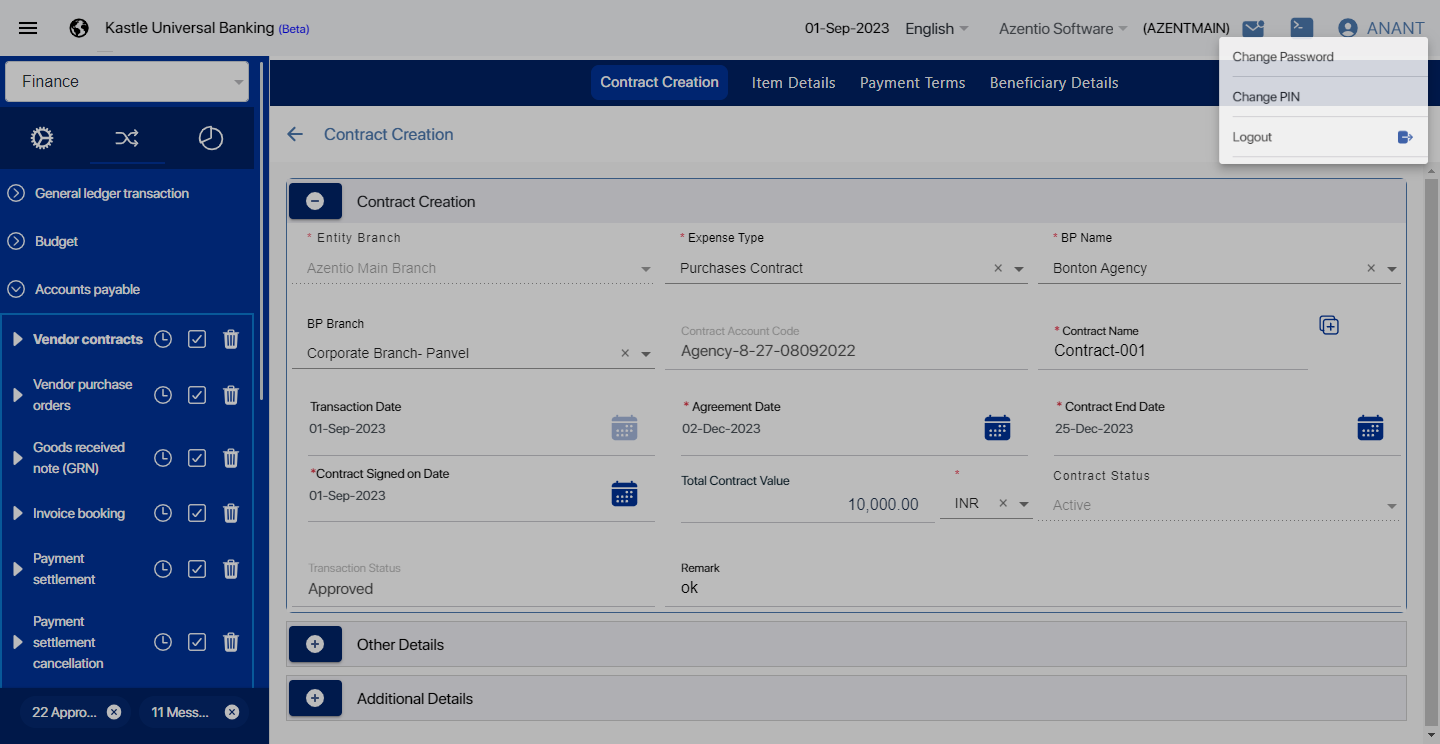 Kastle Universal Banking (Beta)
01-Sep-2023
English
Azentio Software
(AZENTMAIN)
ANANT
Change Password
Change PIN
Logout
Finance
General ledger transaction
Budget
Accounts payable
Vendor contracts
Vendor purchase
orders
Goods received
note (GRN)
Invoice booking
Payment
settlement
Payment
settlement
cancellation
22 Appro...
11 Mess...
Contract Creation
Item Details
Payment Terms
Beneficiary Details
Contract Creation
Contract Creation
* Entity Branch
Azentio Main Branch
* Expense Type
Purchases Contract
* BP Name
Bonton Agency
BP Branch
Corporate Branch- Panvel
Contract Account Code
Agency-8-27-08092022
* Contract Name
Contract-001
Transaction Date
01-Sep-2023
* Agreement Date
02-Dec-2023
* Contract End Date
25-Dec-2023
*Contract Signed on Date
01-Sep-2023
Total Contract Value
10,000.00
*
INR
Contract Status
Active
Transaction Status
Approved
Remark
ok
Other Details
Additional Details